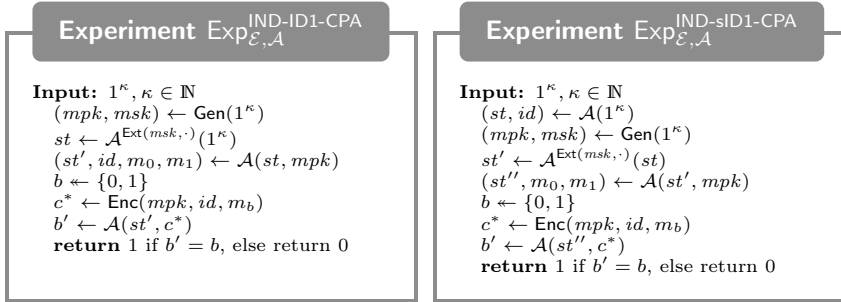 Experiment Exp^{IND-ID1-CPA}_{ℰ,𝒜}
Input: 1^κ, κ ∈ ℕ
(mpk, msk) ← Gen(1^κ)
st ← 𝒜^{Ext(msk,·)}(1^κ)
(st′, id, m_0, m_1) ← 𝒜(st, mpk)
b ↞ {0, 1}
c* ← Enc(mpk, id, m_b)
b′ ← 𝒜(st′, c*)
return 1 if b′ = b, else return 0
Experiment Exp^{IND-sID1-CPA}_{ℰ,𝒜}
Input: 1^κ, κ ∈ ℕ
(st, id) ← 𝒜(1^κ)
(mpk, msk) ← Gen(1^κ)
st′ ← 𝒜^{Ext(msk,·)}(st)
(st′′, m_0, m_1) ← 𝒜(st′, mpk)
b ↞ {0, 1}
c* ← Enc(mpk, id, m_b)
b′ ← 𝒜(st′′, c*)
return 1 if b′ = b, else return 0